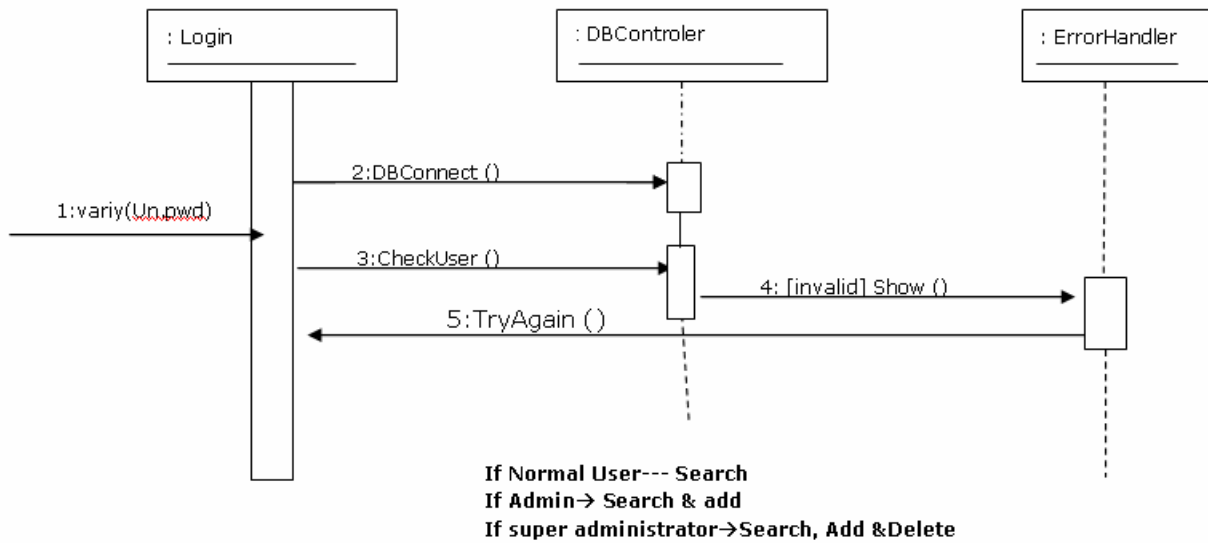 : Login
: DBControler
: ErrorHandler
2:DBConnect ()
1:variy(Un,pwd)
3:CheckUser ()
4: [invalid] Show ()
5:TryAgain ()
If Normal User--- Search
If Admin→ Search & add
If super administrator→Search, Add &Delete